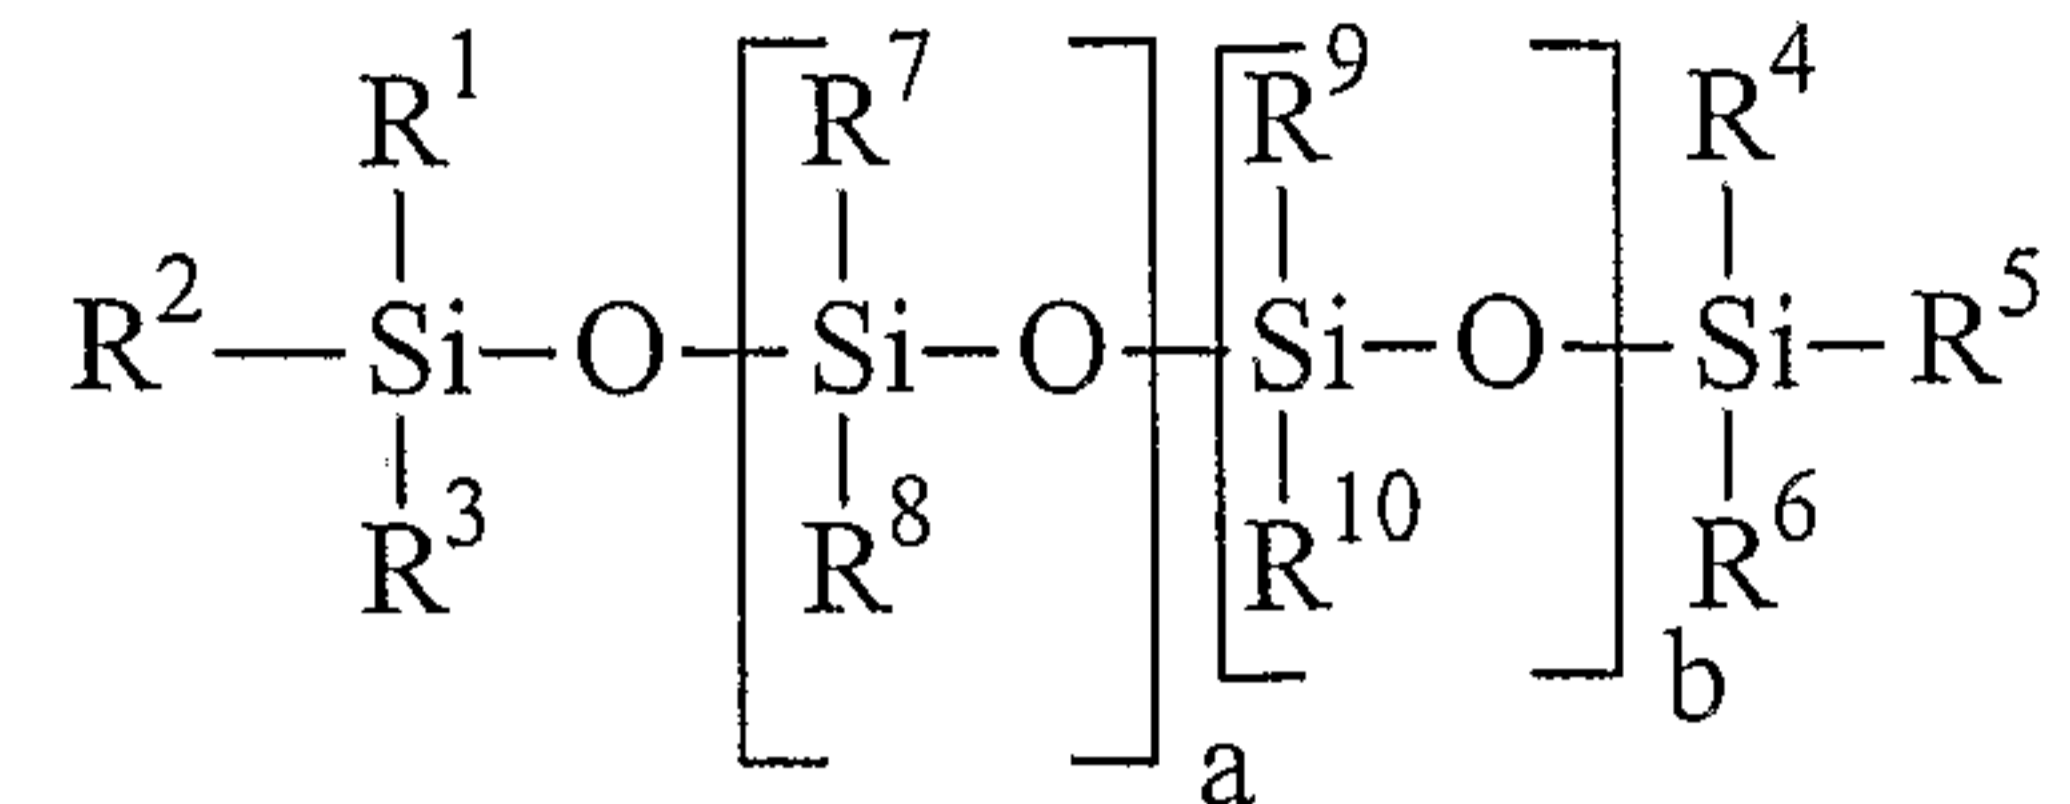 R1 R7 R9 R4
R2 Si O Si O Si O Si R5
R3 R8 R10 R6
b
a